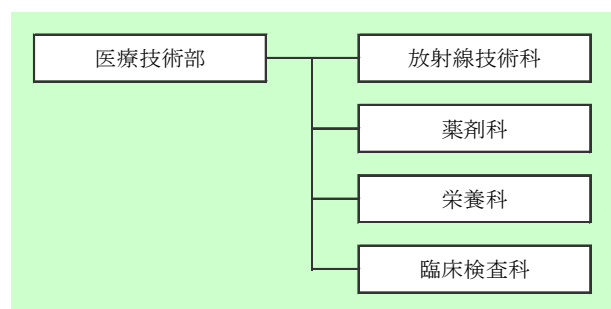 医療技術部
放射線技術科
薬剤科
栄養科
臨床検査科